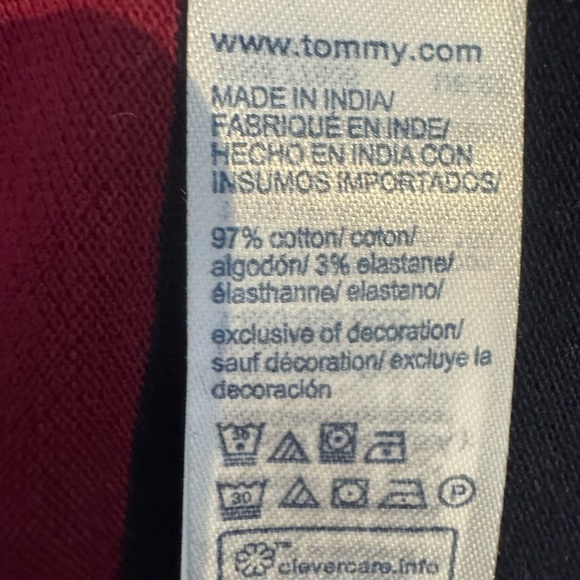 www.tommy.com
MADE IN INDIA/
FABRIQUÉ EN INDE/
HECHO EN INDIA CON
INSUMOS IMPORTADOS/
97% cotton/ coton/
algodón/ 3% elastane/
élasthanne/ elastano/
exclusive of decoration/
sauf décoration/ excluye la
decoración
30
P
clevercare.info